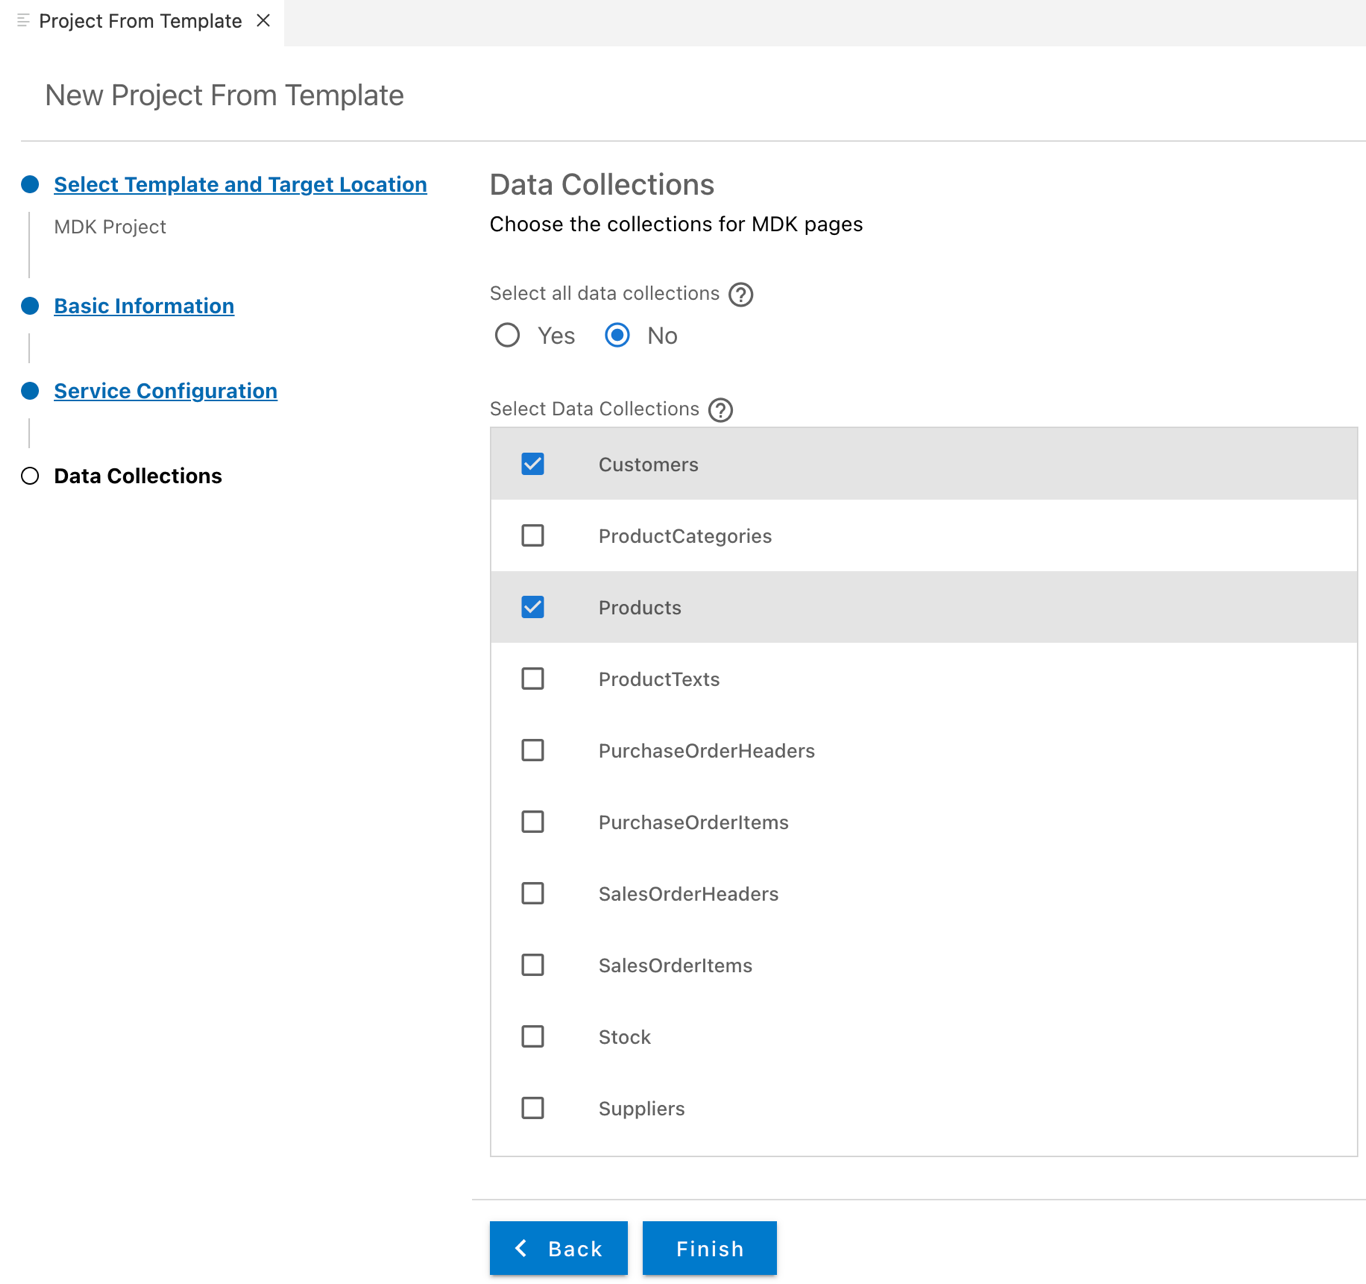 Project From Template
New Project From Template
Select Template and Target Location
MDK Project
Basic Information
Service Configuration
Data Collections
Data Collections
Choose the collections for MDK pages
Select all data collections ?
Yes No
Select Data Collections ?
Customers
ProductCategories
Products
ProductTexts
PurchaseOrderHeaders
PurchaseOrderItems
SalesOrderHeaders
SalesOrderItems
Stock
Suppliers
Back Finish